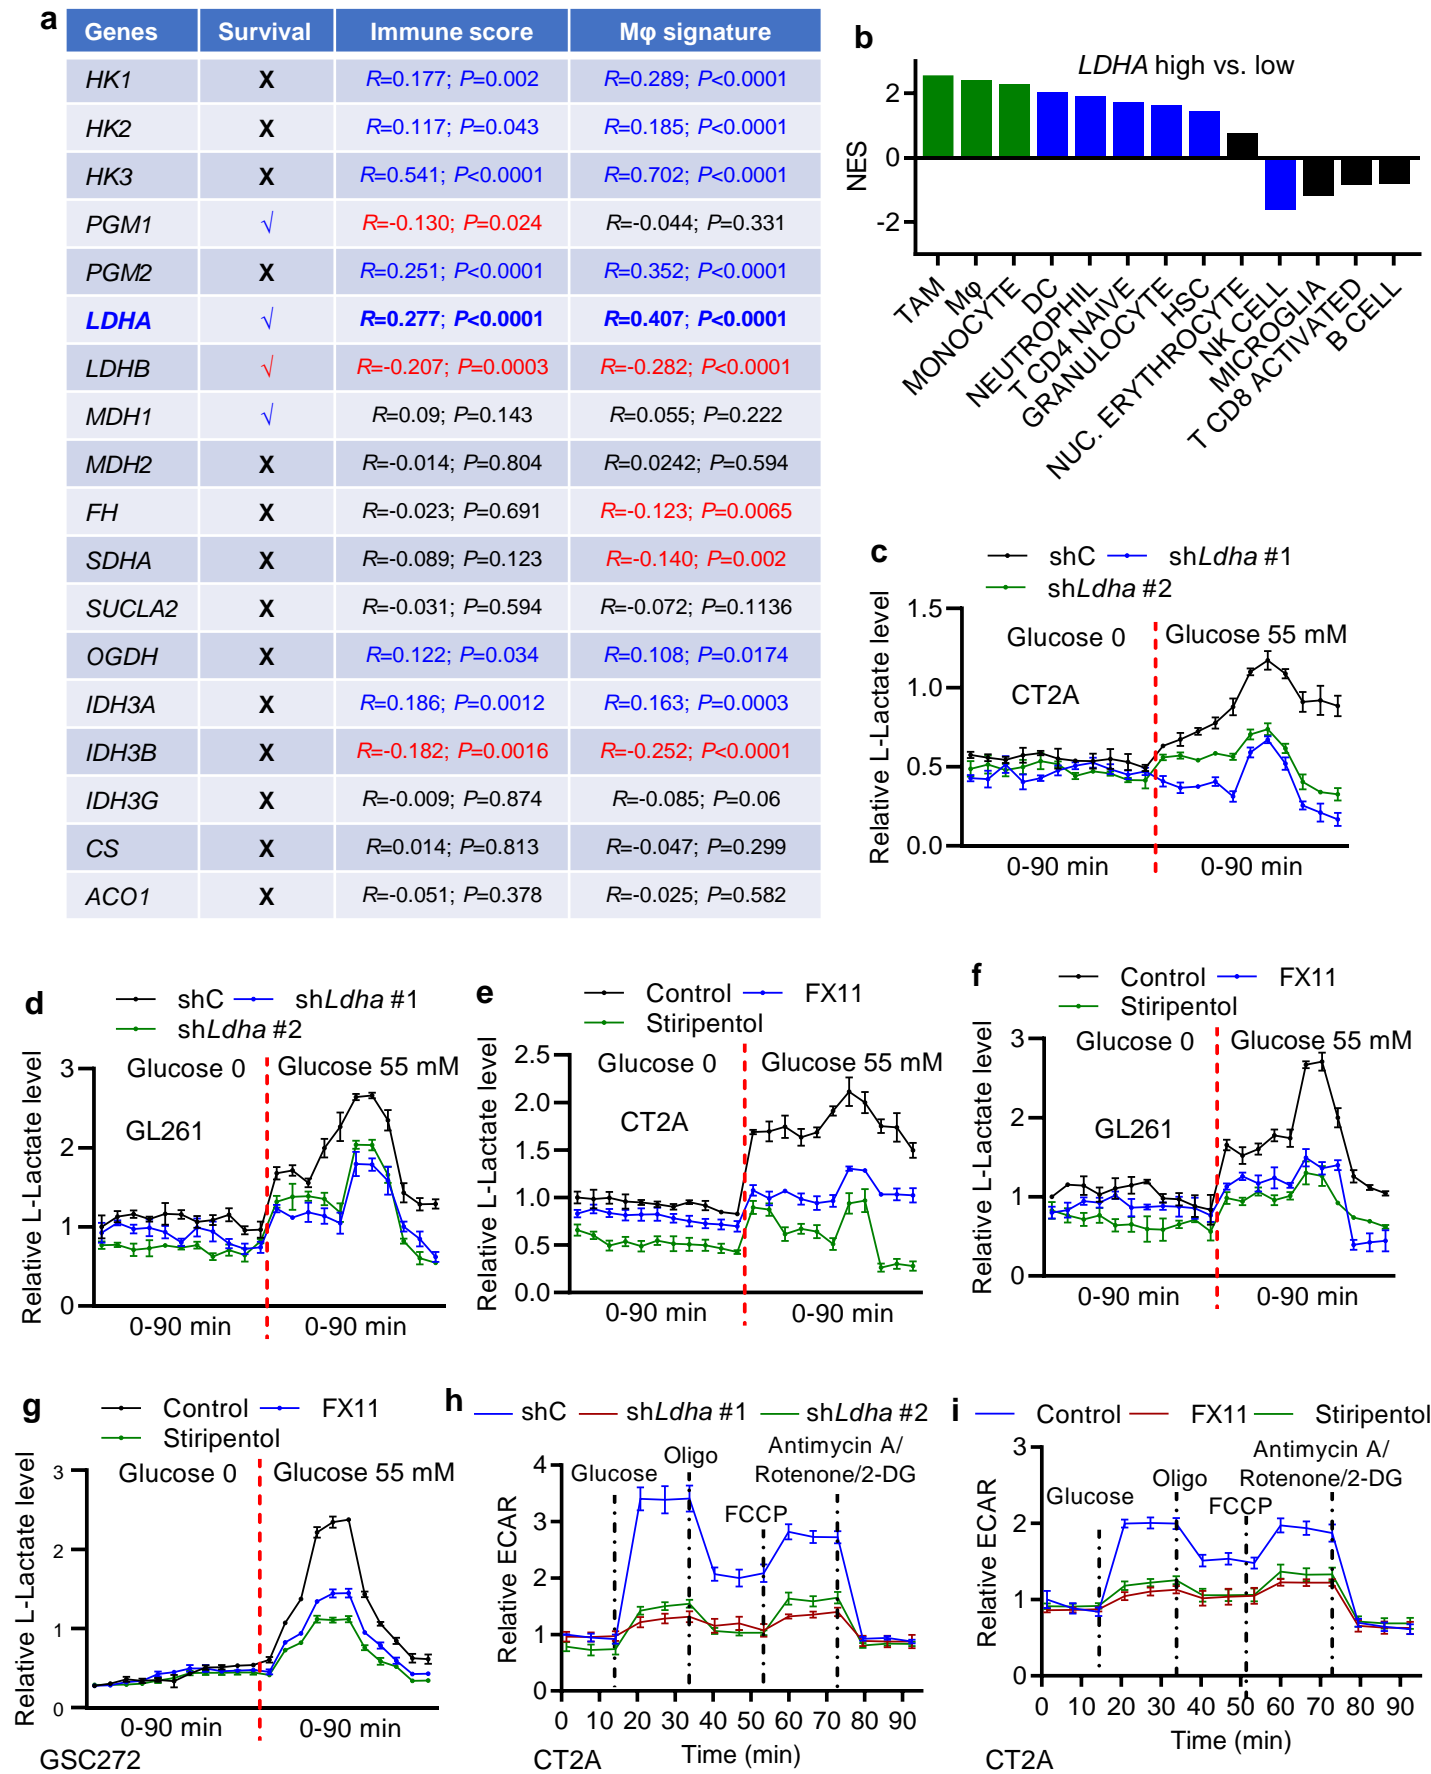 a
Genes Survival Immune score Mφ signature
HK1 X R=0.177; P=0.002 R=0.289; P<0.0001
HK2 X R=0.117; P=0.043 R=0.185; P<0.0001
HK3 X R=0.541; P<0.0001 R=0.702; P<0.0001
PGM1 √ R=-0.130; P=0.024 R=-0.044; P=0.331
PGM2 X R=0.251; P<0.0001 R=0.352; P<0.0001
LDHA √ R=0.277; P<0.0001 R=0.407; P<0.0001
LDHB √ R=-0.207; P=0.0003 R=-0.282; P<0.0001
MDH1 √ R=0.09; P=0.143 R=0.055; P=0.222
MDH2 X R=-0.014; P=0.804 R=0.0242; P=0.594
FH X R=-0.023; P=0.691 R=-0.123; P=0.0065
SDHA X R=-0.089; P=0.123 R=-0.140; P=0.002
SUCLA2 X R=-0.031; P=0.594 R=-0.072; P=0.1136
OGDH X R=0.122; P=0.034 R=0.108; P=0.0174
IDH3A X R=0.186; P=0.0012 R=0.163; P=0.0003
IDH3B X R=-0.182; P=0.0016 R=-0.252; P<0.0001
IDH3G X R=-0.009; P=0.874 R=-0.085; P=0.06
CS X R=0.014; P=0.813 R=-0.047; P=0.299
ACO1 X R=-0.051; P=0.378 R=-0.025; P=0.582
b
LDHA high vs. low
NES
2
0
-2
TAM
Mφ
MONOCYTE
DC
NEUTROPHIL
T CD4 NAIVE
GRANULOCYTE
HSC
NUC. ERYTHROCYTE
NK CELL
MICROGLIA
T CD8 ACTIVATED
B CELL
c
shC shLdha #1
shLdha #2
Relative L-Lactate level
1.5
1.0
0.5
0.0
Glucose 0 Glucose 55 mM
CT2A
0-90 min 0-90 min
d
shC shLdha #1
shLdha #2
Relative L-Lactate level
3
2
1
0
Glucose 0 Glucose 55 mM
GL261
0-90 min 0-90 min
e
Control FX11
Stiripentol
Relative L-Lactate level
2.5
2.0
1.5
1.0
0.5
0.0
Glucose 0 Glucose 55 mM
CT2A
0-90 min 0-90 min
f
Control FX11
Stiripentol
Relative L-Lactate level
3
2
1
0
Glucose 0 Glucose 55 mM
GL261
0-90 min 0-90 min
g
Control FX11
Stiripentol
Relative L-Lactate level
3
2
1
0
Glucose 0 Glucose 55 mM
0-90 min 0-90 min
GSC272
h
shC shLdha #1 shLdha #2
Relative ECAR
4
3
2
1
0
Glucose
Oligo
FCCP
Antimycin A/
Rotenone/2-DG
0 10 20 30 40 50 60 70 80 90
Time (min)
CT2A
i
Control FX11 Stiripentol
Relative ECAR
3
2
1
0
Glucose
Oligo
FCCP
Antimycin A/
Rotenone/2-DG
0 10 20 30 40 50 60 70 80 90
Time (min)
CT2A